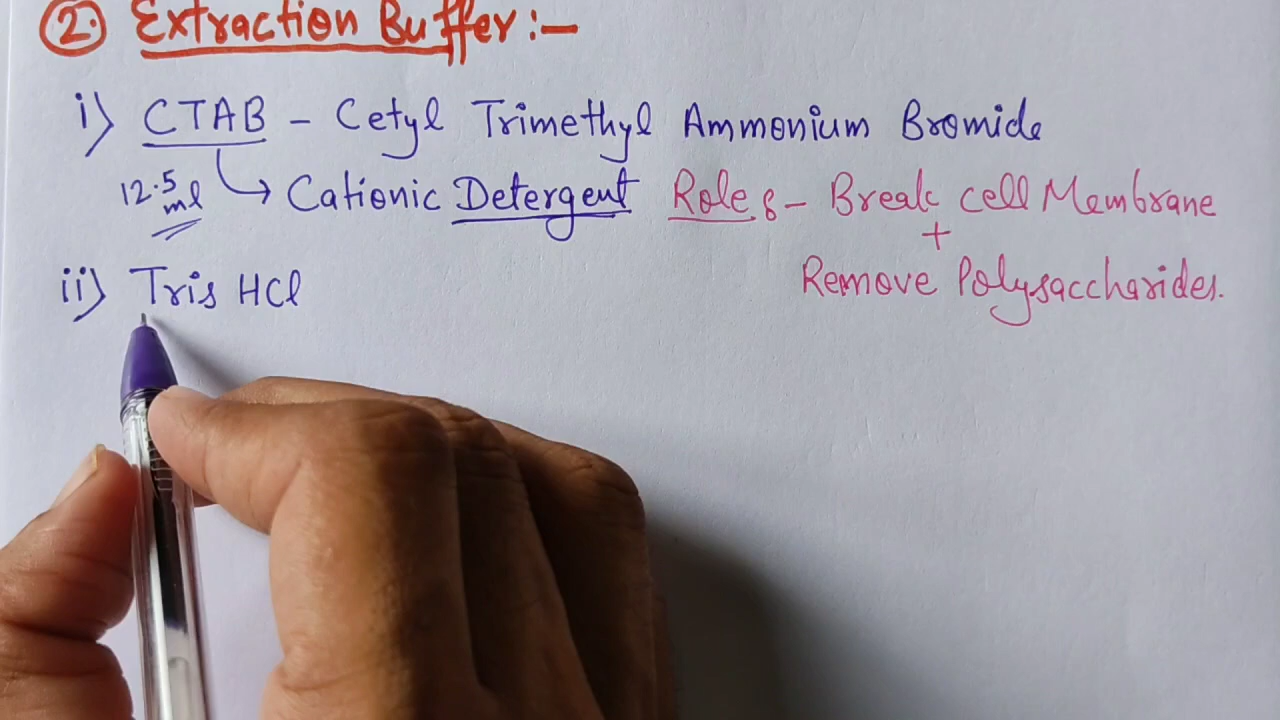 2. Extraction Buffer :-
i) CTAB - Cetyl Trimethyl Ammonium Bromide
12.5 ml → Cationic Detergent Role :- Break cell Membrane
+
ii) Tris HCl Remove Polysaccharides.